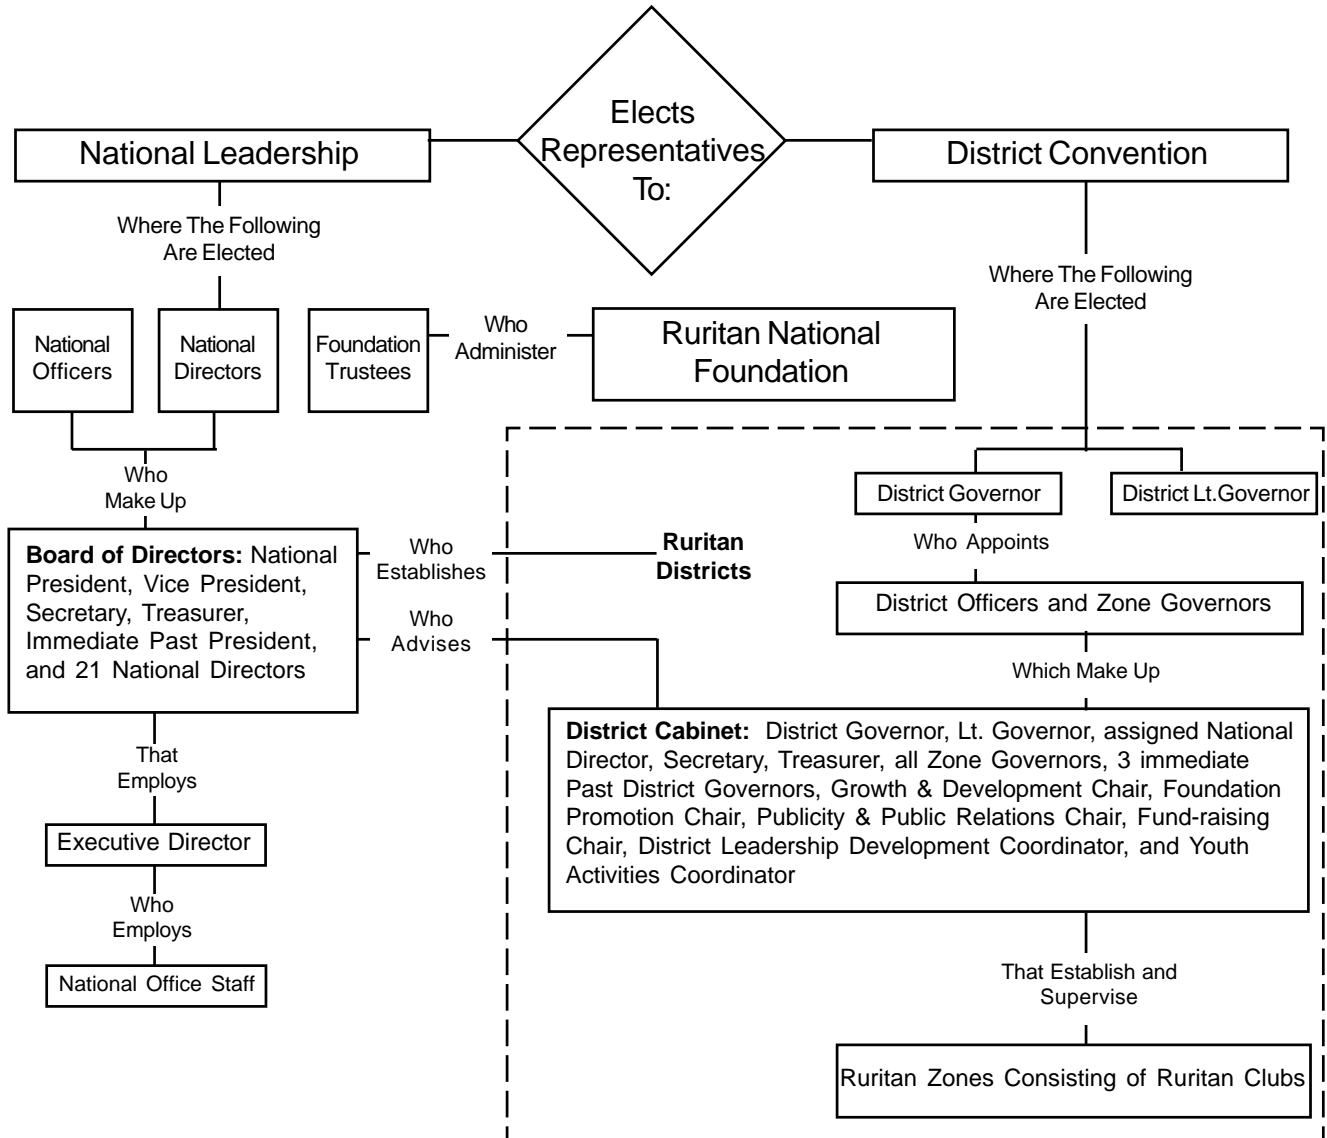 Elects
Representatives
To:
National Leadership
District Convention
Where The Following
Are Elected
Where The Following
Are Elected
National
Officers
National
Directors
Foundation
Trustees
Who
Administer
Ruritan National
Foundation
Who
Make Up
District Governor
District Lt.Governor
Board of Directors: National
President, Vice President,
Secretary, Treasurer,
Immediate Past President,
and 21 National Directors
Who
Establishes
Ruritan
Districts
Who Appoints
District Officers and Zone Governors
Who
Advises
Which Make Up
District Cabinet: District Governor, Lt. Governor, assigned National
Director, Secretary, Treasurer, all Zone Governors, 3 immediate
Past District Governors, Growth & Development Chair, Foundation
Promotion Chair, Publicity & Public Relations Chair, Fund-raising
Chair, District Leadership Development Coordinator, and Youth
Activities Coordinator
That
Employs
Executive Director
Who
Employs
National Office Staff
That Establish and
Supervise
Ruritan Zones Consisting of Ruritan Clubs